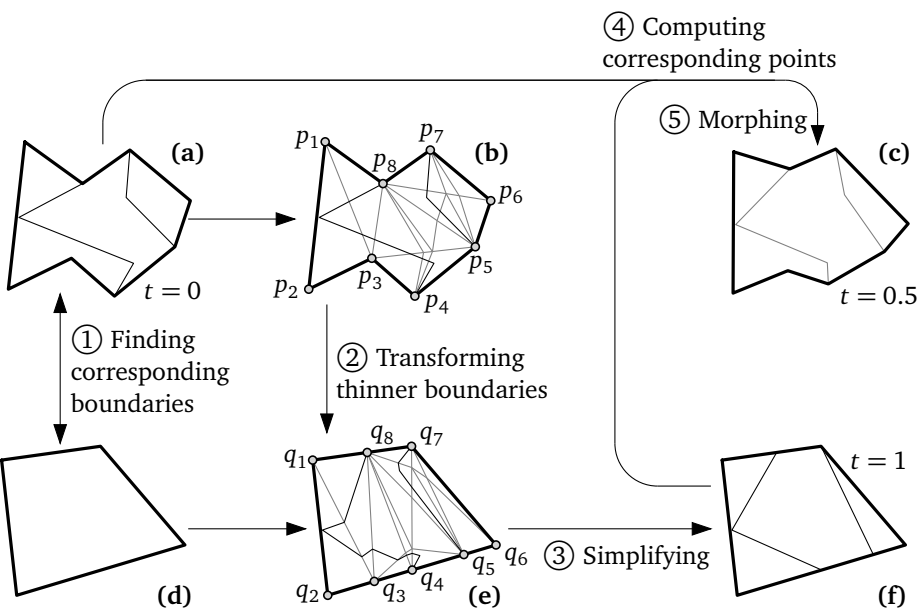 ④ Computing
corresponding points
⑤ Morphing
(a)
p1
p7
(b)
(c)
p8
p6
p5
p3
p2
p4
t = 0
t = 0.5
① Finding
corresponding
boundaries
② Transforming
thinner boundaries
q8
q7
q1
t = 1
q6
q5
③ Simplifying
q4
q3
q2
(d)
(e)
(f)